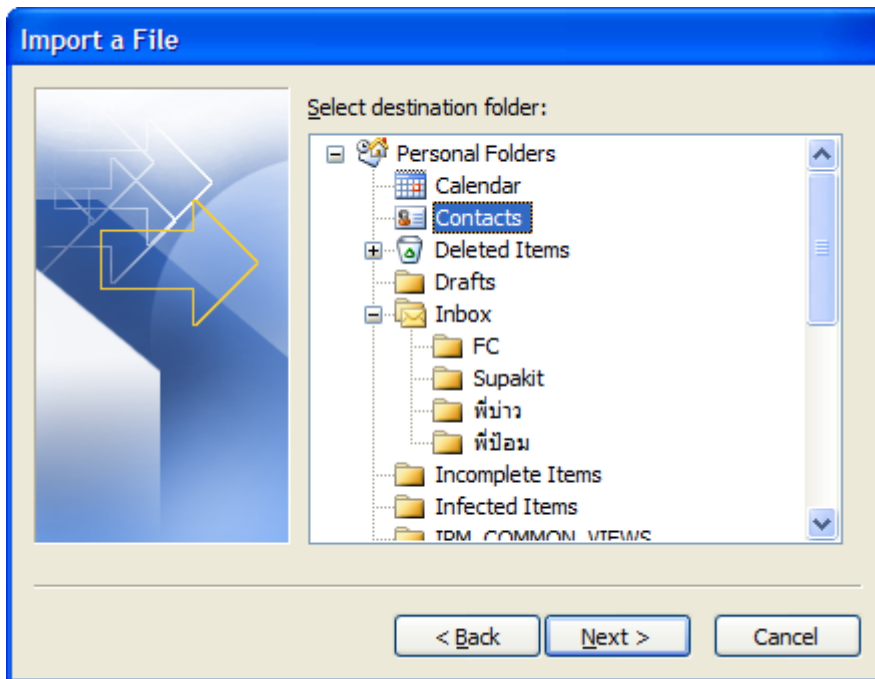 Import a File
Select destination folder:
Personal Folders
Calendar
Contacts
Deleted Items
Drafts
Inbox
FC
Supakit
พี่บ่าว
พี่ป้อม
Incomplete Items
Infected Items
IPM_COMMON_VIEWS
< Back
Next >
Cancel